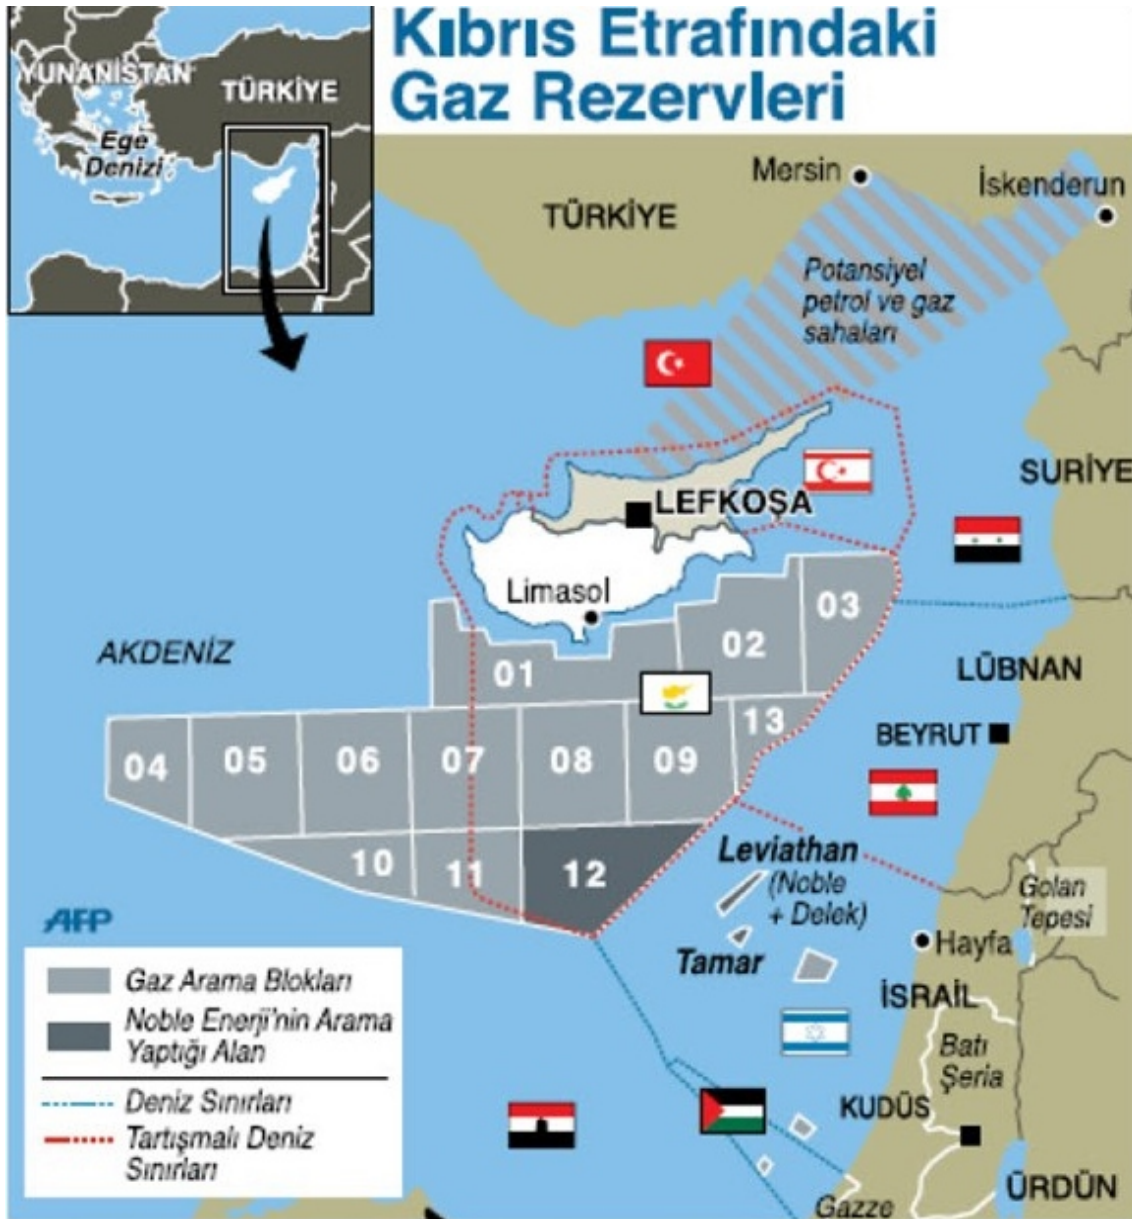 Kıbrıs Etrafındaki
Gaz Rezervleri
YUNANİSTAN
TÜRKİYE
Ege
Denizi
Mersin
İskenderun
TÜRKİYE
Potansiyel
petrol ve gaz
sahaları
SURİYE
LEFKOŞA
Limasol
03
02
01
AKDENİZ
LÜBNAN
BEYRUT
13
04
05
06
07
08
09
10
11
12
Leviathan
(Noble
+ Delek)
Golan
Tepesi
Tamar
Hayfa
İSRAİL
Batı
Şeria
KUDÜS
ÜRDÜN
Gazze
AFP
Gaz Arama Blokları
Noble Enerji'nin Arama
Yaptığı Alan
Deniz Sınırları
Tartışmalı Deniz
Sınırları